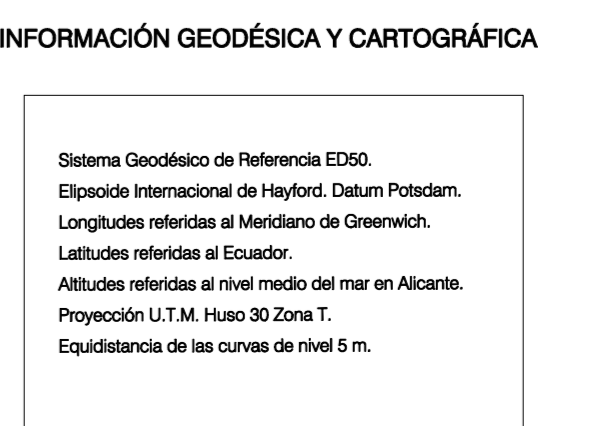 INFORMACIÓN GEODÉSICA Y CARTOGRÁFICA
Sistema Geodésico de Referencia ED50.
Elipsoide Internacional de Hayford. Datum Potsdam.
Longitudes referidas al Meridiano de Greenwich.
Latitudes referidas al Ecuador.
Altitudes referidas al nivel medio del mar en Alicante.
Proyección U.T.M. Huso 30 Zona T.
Equidistancia de las curvas de nivel 5 m.